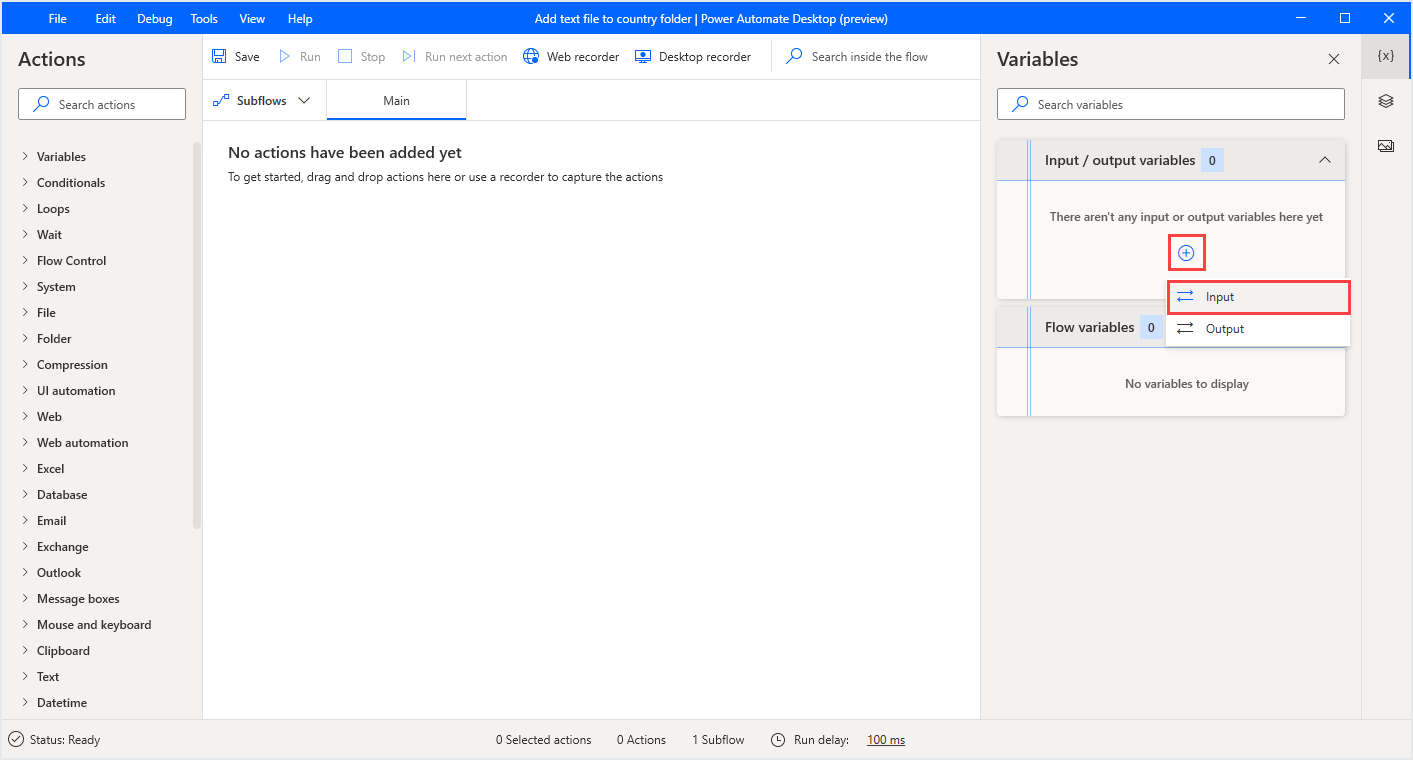 File Edit Debug Tools View Help Add text file to country folder | Power Automate Desktop (preview)
Actions
Search actions
Variables
Conditionals
Loops
Wait
Flow Control
System
File
Folder
Compression
UI automation
Web
Web automation
Excel
Database
Email
Exchange
Outlook
Message boxes
Mouse and keyboard
Clipboard
Text
Datetime
Save Run Stop Run next action Web recorder Desktop recorder Search inside the flow
Subflows Main
No actions have been added yet
To get started, drag and drop actions here or use a recorder to capture the actions
Variables
{x}
Search variables
Input / output variables 0
There aren't any input or output variables here yet
Input
Output
Flow variables 0
No variables to display
Status: Ready 0 Selected actions 0 Actions 1 Subflow Run delay: 100 ms